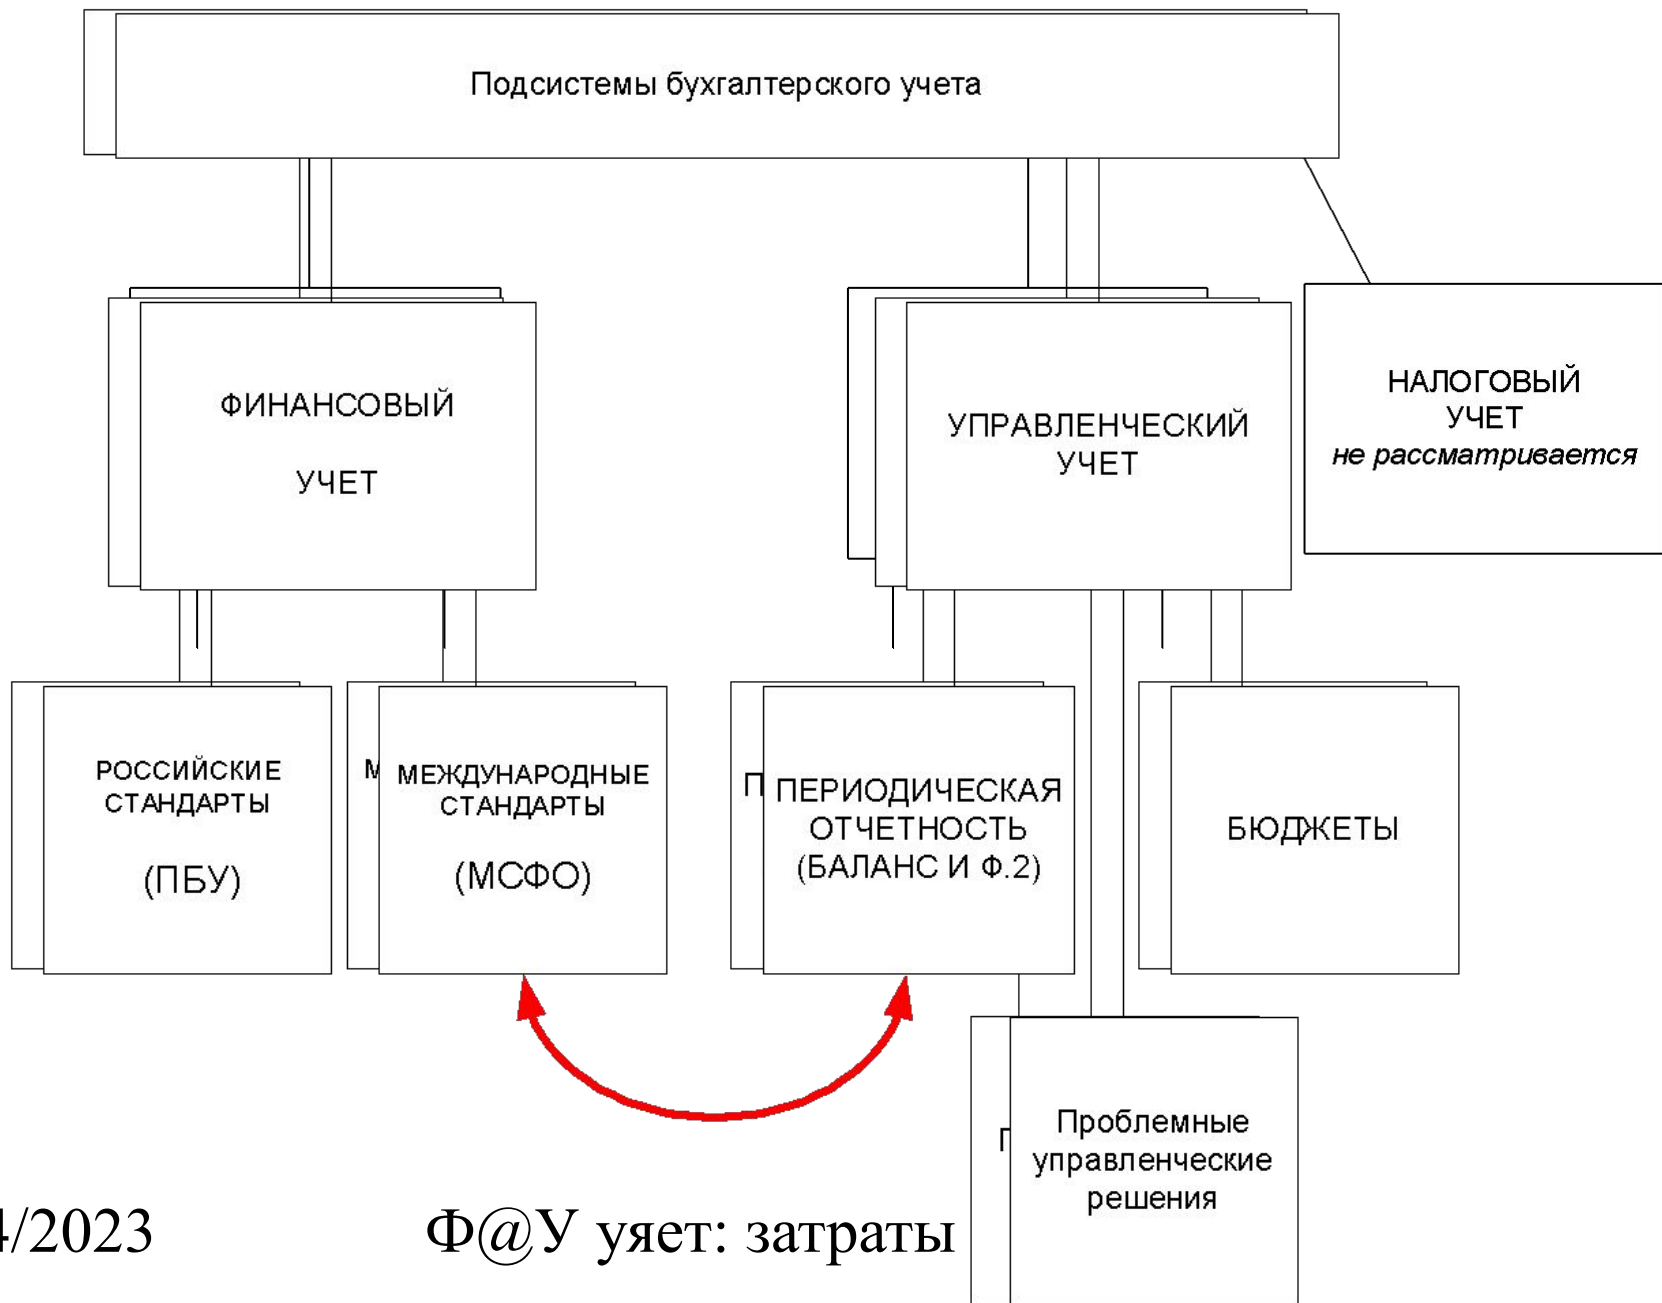 Подсистемы бухгалтерского учета
ФИНАНСОВЫЙ
УЧЕТ
УПРАВЛЕНЧЕСКИЙ
УЧЕТ
НАЛОГОВЫЙ
УЧЕТ
не рассматривается
РОССИЙСКИЕ
СТАНДАРТЫ
(ПБУ)
М
МЕЖДУНАРОДНЫЕ
СТАНДАРТЫ
(МСФО)
П
ПЕРИОДИЧЕСКАЯ
ОТЧЕТНОСТЬ
(БАЛАНС И Ф.2)
БЮДЖЕТЫ
Проблемные
управленческие
решения
4/2023
Ф@У уяет: затраты